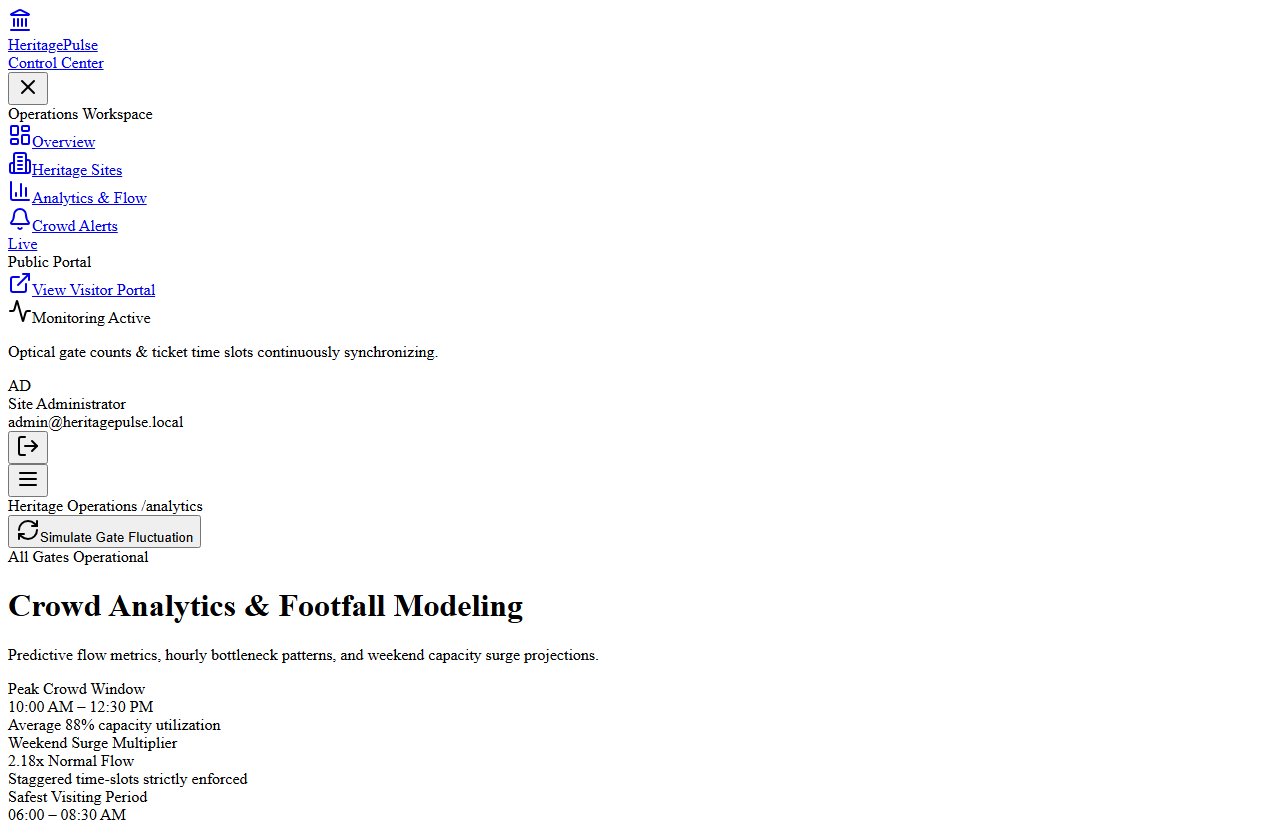 HeritagePulse
Control Center
Operations Workspace
Overview
Heritage Sites
Analytics & Flow
Crowd Alerts
Live
Public Portal
View Visitor Portal
Monitoring Active
Optical gate counts & ticket time slots continuously synchronizing.
AD
Site Administrator
admin@heritagepulse.local
Heritage Operations /analytics
Simulate Gate Fluctuation
All Gates Operational
Crowd Analytics & Footfall Modeling
Predictive flow metrics, hourly bottleneck patterns, and weekend capacity surge projections.
Peak Crowd Window
10:00 AM – 12:30 PM
Average 88% capacity utilization
Weekend Surge Multiplier
2.18x Normal Flow
Staggered time-slots strictly enforced
Safest Visiting Period
06:00 – 08:30 AM